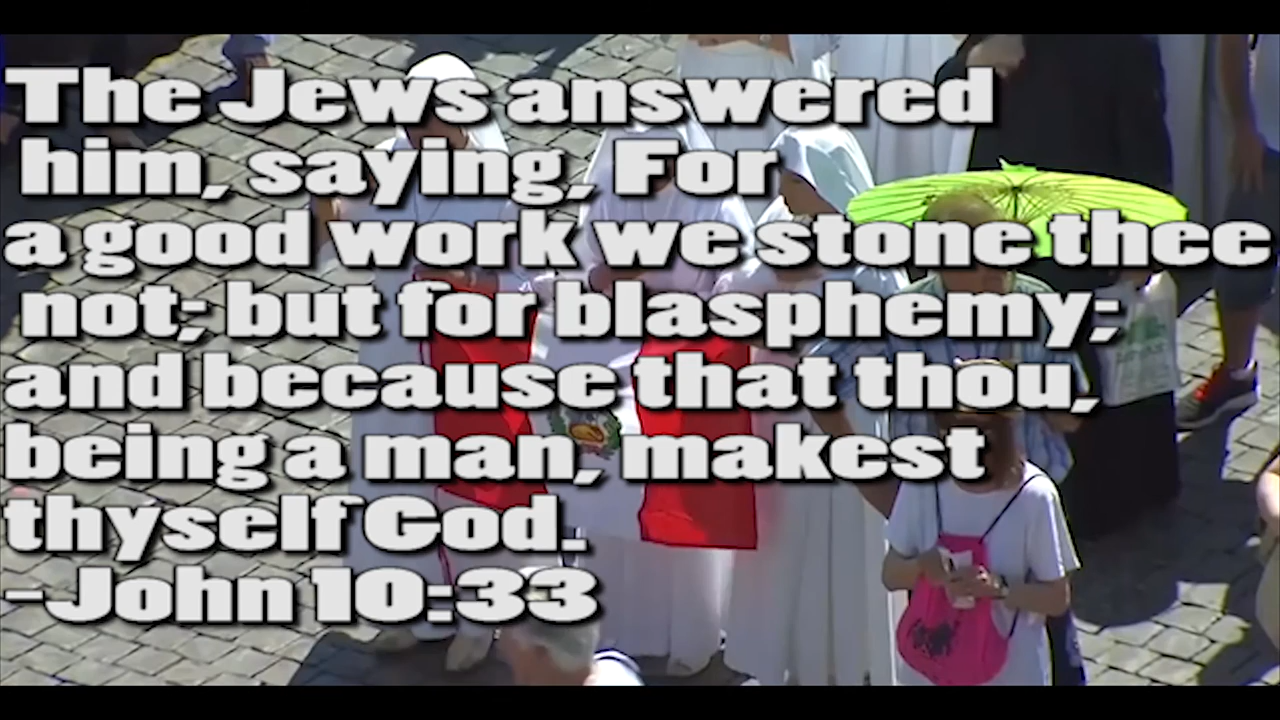 The Jews answered
him, saying, For
a good work we stone thee
not; but for blasphemy;
and because that thou,
being a man, makest
thyself God.
-John 10:33